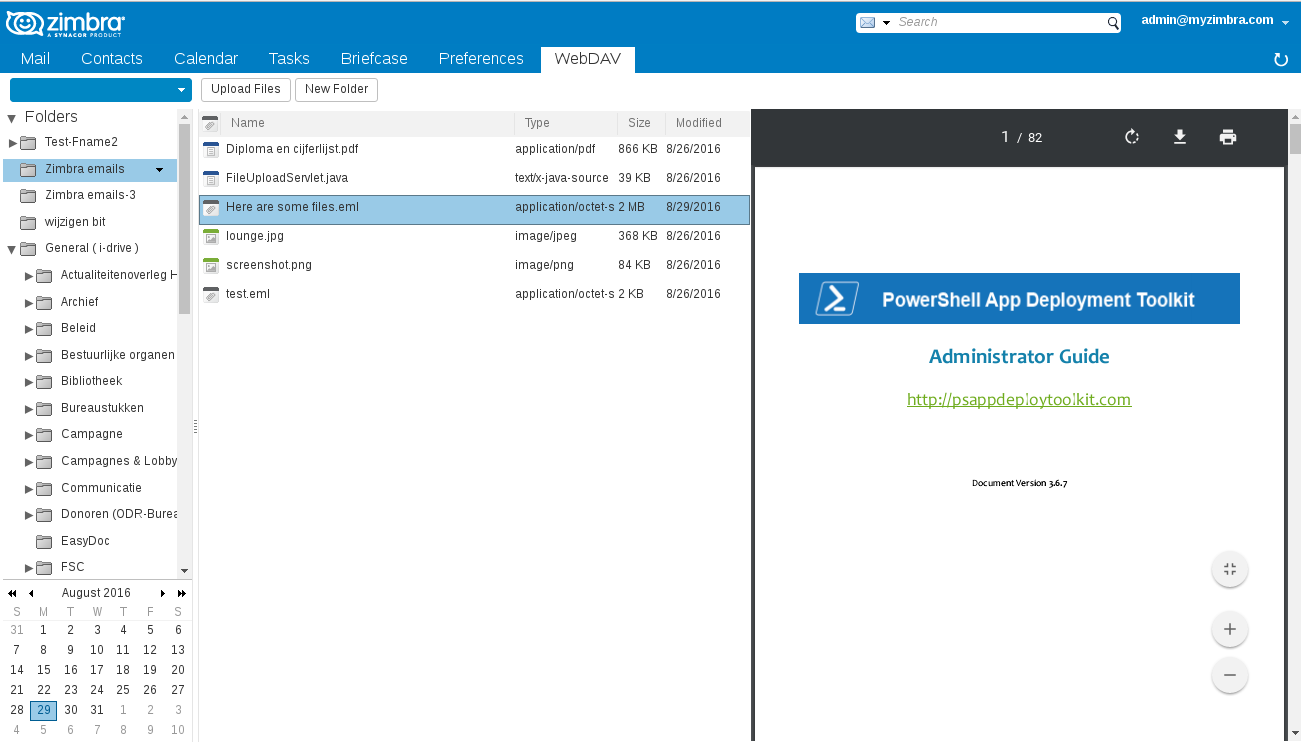 zimbra
A SYNACOR PRODUCT
Search
admin@myzimbra.com
Mail Contacts Calendar Tasks Briefcase Preferences WebDAV
Upload Files New Folder
Folders
Test-Fname2
Zimbra emails
Zimbra emails-3
wijzigen bit
General ( i-drive )
Actualiteitenoverleg H
Archief
Beleid
Bestuurlijke organen
Bibliotheek
Bureaustukken
Campagne
Campagnes & Lobby
Communicatie
Donoren (ODR-Burea
EasyDoc
FSC
August 2016
S M T W T F S
31 1 2 3 4 5 6
7 8 9 10 11 12 13
14 15 16 17 18 19 20
21 22 23 24 25 26 27
28 29 30 31 1 2 3
4 5 6 7 8 9 10
Name Type Size Modified
Diploma en cijferlijst.pdf application/pdf 866 KB 8/26/2016
FileUploadServlet.java text/x-java-source 39 KB 8/26/2016
Here are some files.eml application/octet-s 2 MB 8/29/2016
lounge.jpg image/jpeg 368 KB 8/26/2016
screenshot.png image/png 84 KB 8/26/2016
test.eml application/octet-s 2 KB 8/26/2016
1 / 82
PowerShell App Deployment Toolkit
Administrator Guide
http://psappdeploytoolkit.com
Document Version 3.6.7